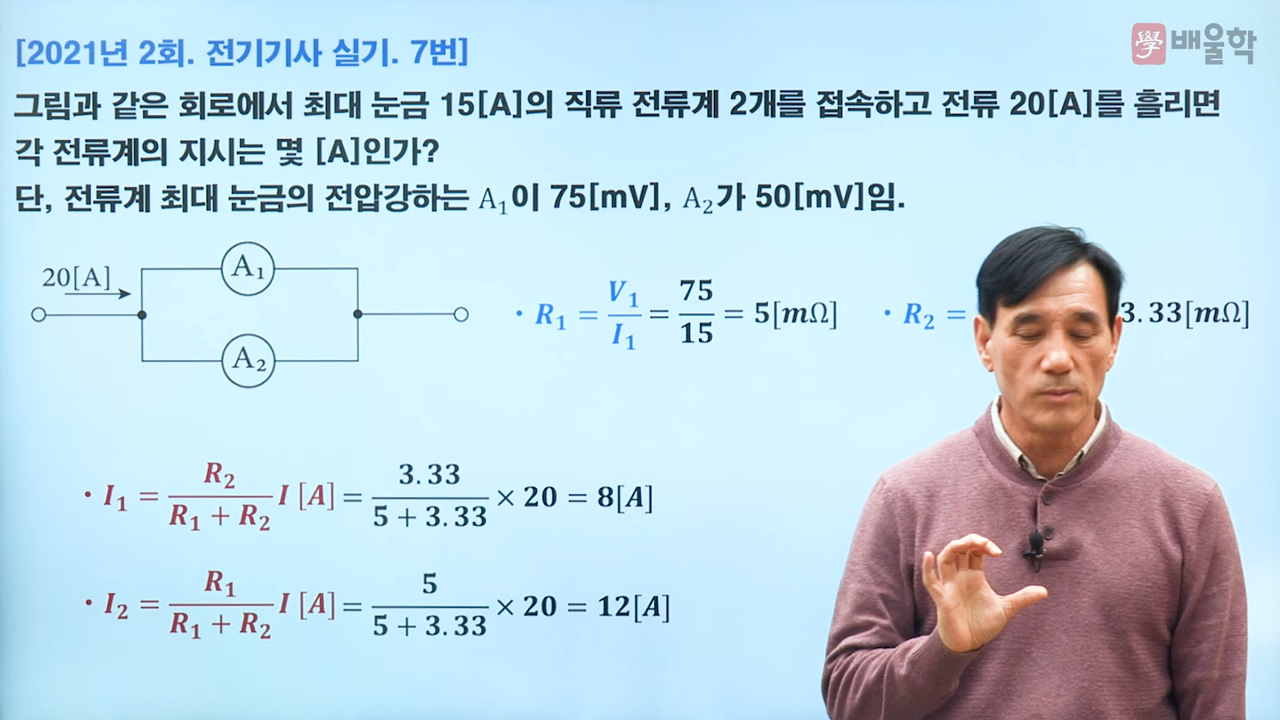 學 배울학
[2021년 2회. 전기기사 실기. 7번]
그림과 같은 회로에서 최대 눈금 15[A]의 직류 전류계 2개를 접속하고 전류 20[A]를 흘리면
각 전류계의 지시는 몇 [A]인가?
단, 전류계 최대 눈금의 전압강하는 A₁이 75[mV], A₂가 50[mV]임.
20[A]
A₁
A₂
· R₁ = V₁/I₁ = 75/15 = 5[mΩ]
· R₂ = 3.33[mΩ]
· I₁ = R₂/(R₁ + R₂) I [A] = 3.33/(5 + 3.33) × 20 = 8[A]
· I₂ = R₁/(R₁ + R₂) I [A] = 5/(5 + 3.33) × 20 = 12[A]